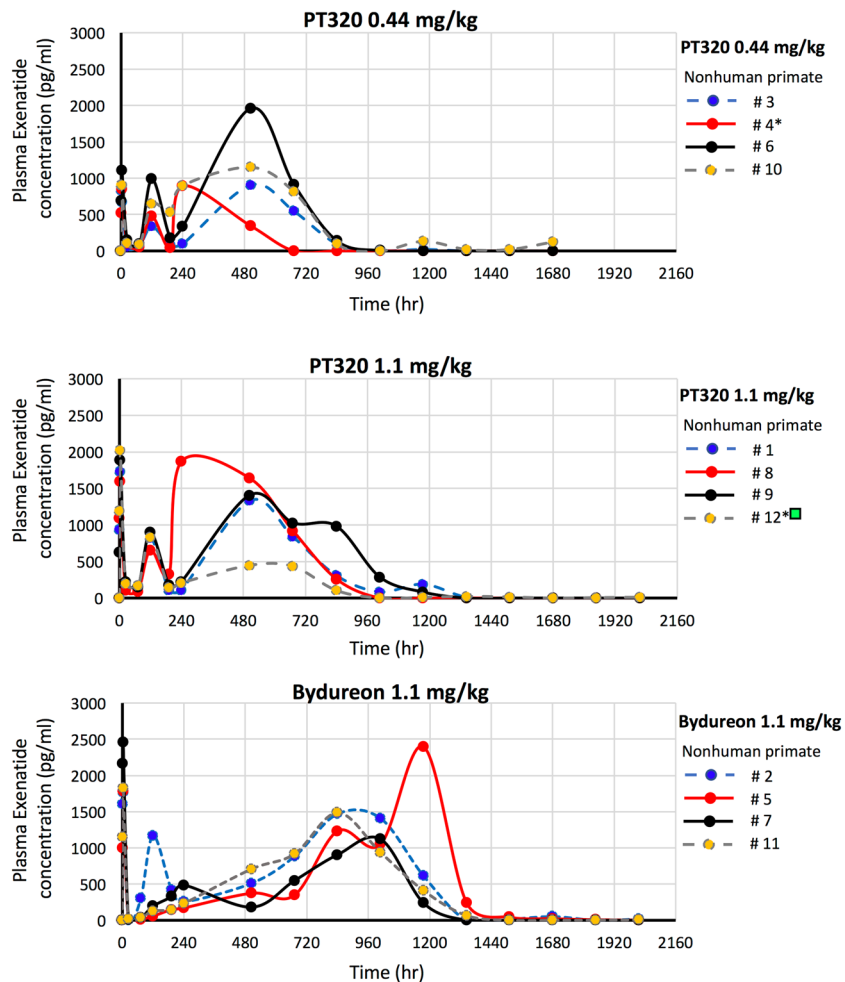 PT320 0.44 mg/kg
Plasma Exenatide
concentration (pg/ml)
3000
2500
2000
1500
1000
500
0
0 240 480 720 960 1200 1440 1680 1920 2160
Time (hr)
PT320 0.44 mg/kg
Nonhuman primate
# 3
# 4*
# 6
# 10
PT320 1.1 mg/kg
Plasma Exenatide
concentration (pg/ml)
3000
2500
2000
1500
1000
500
0
0 240 480 720 960 1200 1440 1680 1920 2160
Time (hr)
PT320 1.1 mg/kg
Nonhuman primate
# 1
# 8
# 9
# 12*
Bydureon 1.1 mg/kg
Plasma Exenatide
concentration (pg/ml)
3000
2500
2000
1500
1000
500
0
0 240 480 720 960 1200 1440 1680 1920 2160
Time (hr)
Bydureon 1.1 mg/kg
Nonhuman primate
# 2
# 5
# 7
# 11